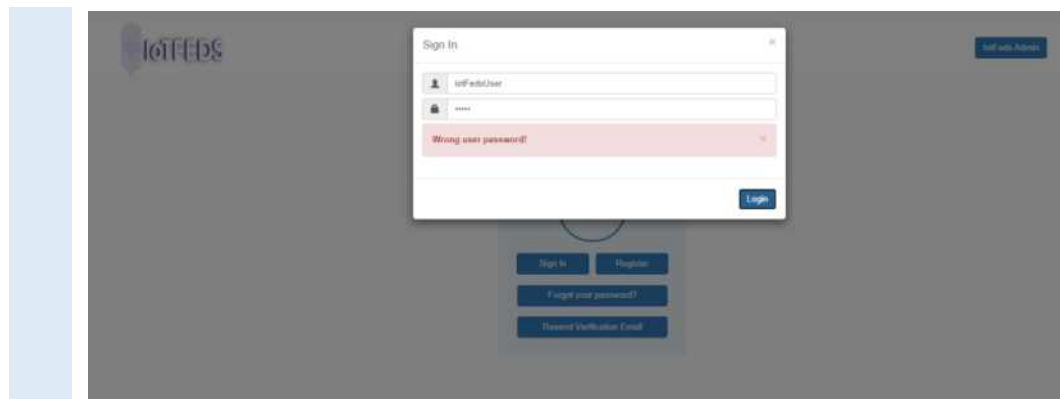 IoTFEDS
Sign In
×
IotFeds Admin
IotFedsUser
•••••
Wrong user password!
×
Login
Sign In
Register
Forgot your password?
Resend Verification Email